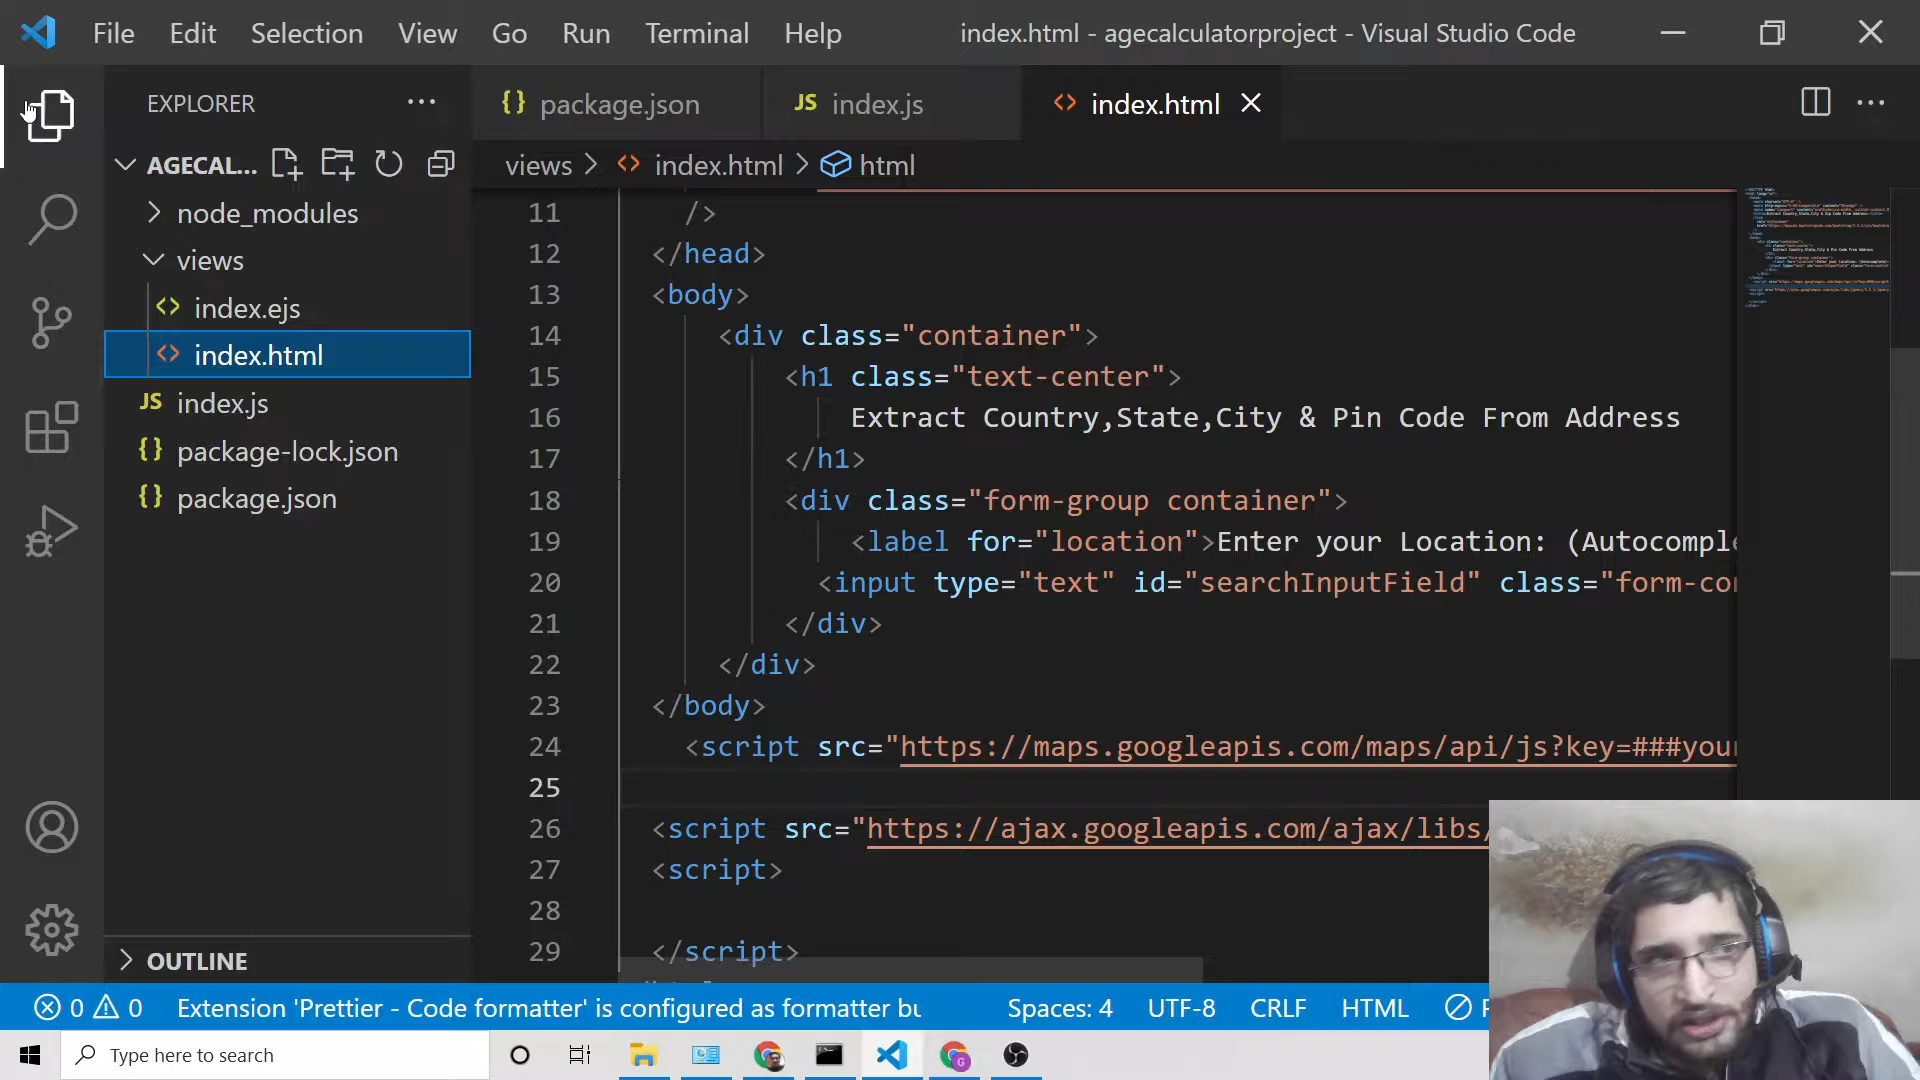 File Edit Selection View Go Run Terminal Help index.html - agecalculatorproject - Visual Studio Code
EXPLORER
{} package.json JS index.js <> index.html
AGECAL...
views > <> index.html > html
node_modules
views
<> index.ejs
<> index.html
JS index.js
{} package-lock.json
{} package.json
OUTLINE
11 />
12 </head>
13 <body>
14 <div class="container">
15 <h1 class="text-center">
16 Extract Country,State,City & Pin Code From Address
17 </h1>
18 <div class="form-group container">
19 <label for="location">Enter your Location: (Autocomple
20 <input type="text" id="searchInputField" class="form-co
21 </div>
22 </div>
23 </body>
24 <script src="https://maps.googleapis.com/maps/api/js?key=###you
25
26 <script src="https://ajax.googleapis.com/ajax/libs/
27 <script>
28
29 </script>
0 0 Extension 'Prettier - Code formatter' is configured as formatter bu Spaces: 4 UTF-8 CRLF HTML
Type here to search